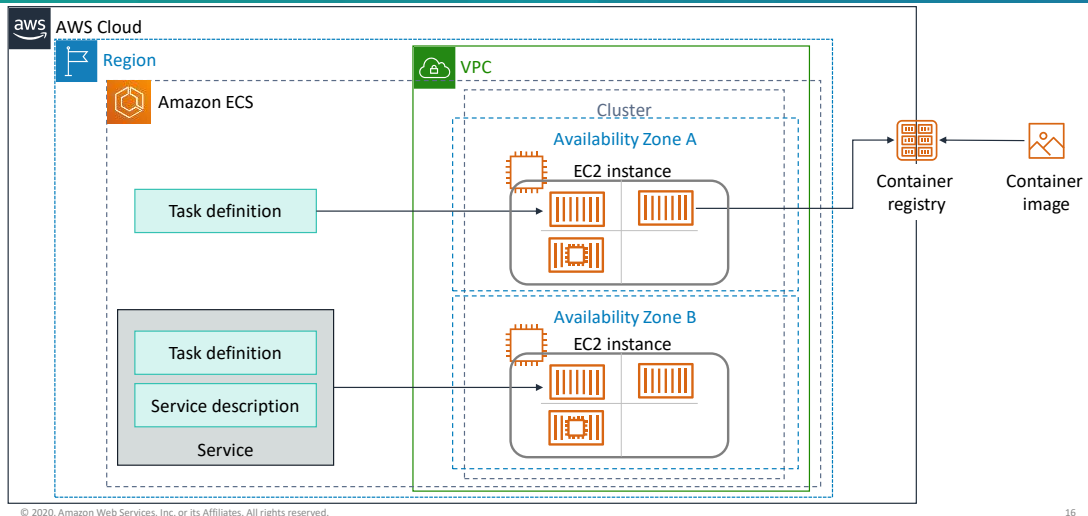 aws
AWS Cloud
Region
VPC
Amazon ECS
Cluster
Availability Zone A
EC2 instance
Task definition
Container
registry
Container
image
Availability Zone B
EC2 instance
Task definition
Service description
Service
© 2020, Amazon Web Services, Inc. or its Affiliates. All rights reserved.
16